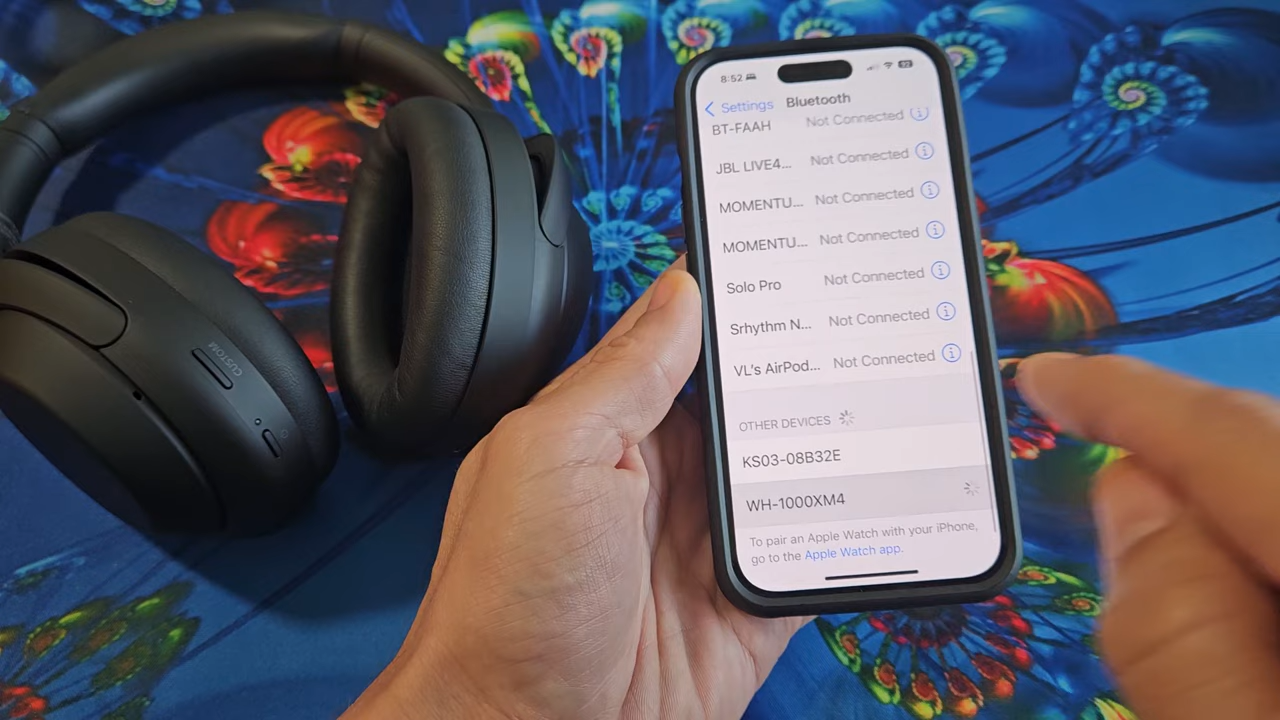 8:52 92
Settings Bluetooth
BT-FAAH Not Connected
JBL LIVE4... Not Connected
MOMENTU... Not Connected
MOMENTU... Not Connected
Solo Pro Not Connected
Srhythm N... Not Connected
VL's AirPod... Not Connected
OTHER DEVICES
KS03-08B32E
WH-1000XM4
To pair an Apple Watch with your iPhone,
go to the Apple Watch app.
CUSTOM